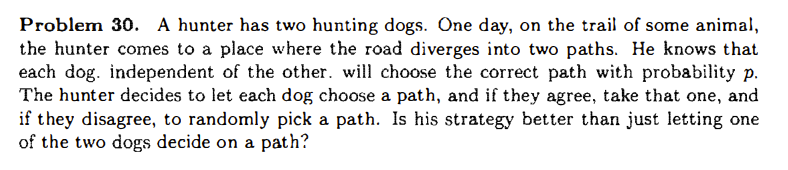 Problem 30. A hunter has two hunting dogs. One day, on the trail of some animal,
the hunter comes to a place where the road diverges into two paths. He knows that
each dog. independent of the other. will choose the correct path with probability p.
The hunter decides to let each dog choose a path, and if they agree, take that one, and
if they disagree, to randomly pick a path. Is his strategy better than just letting one
of the two dogs decide on a path?